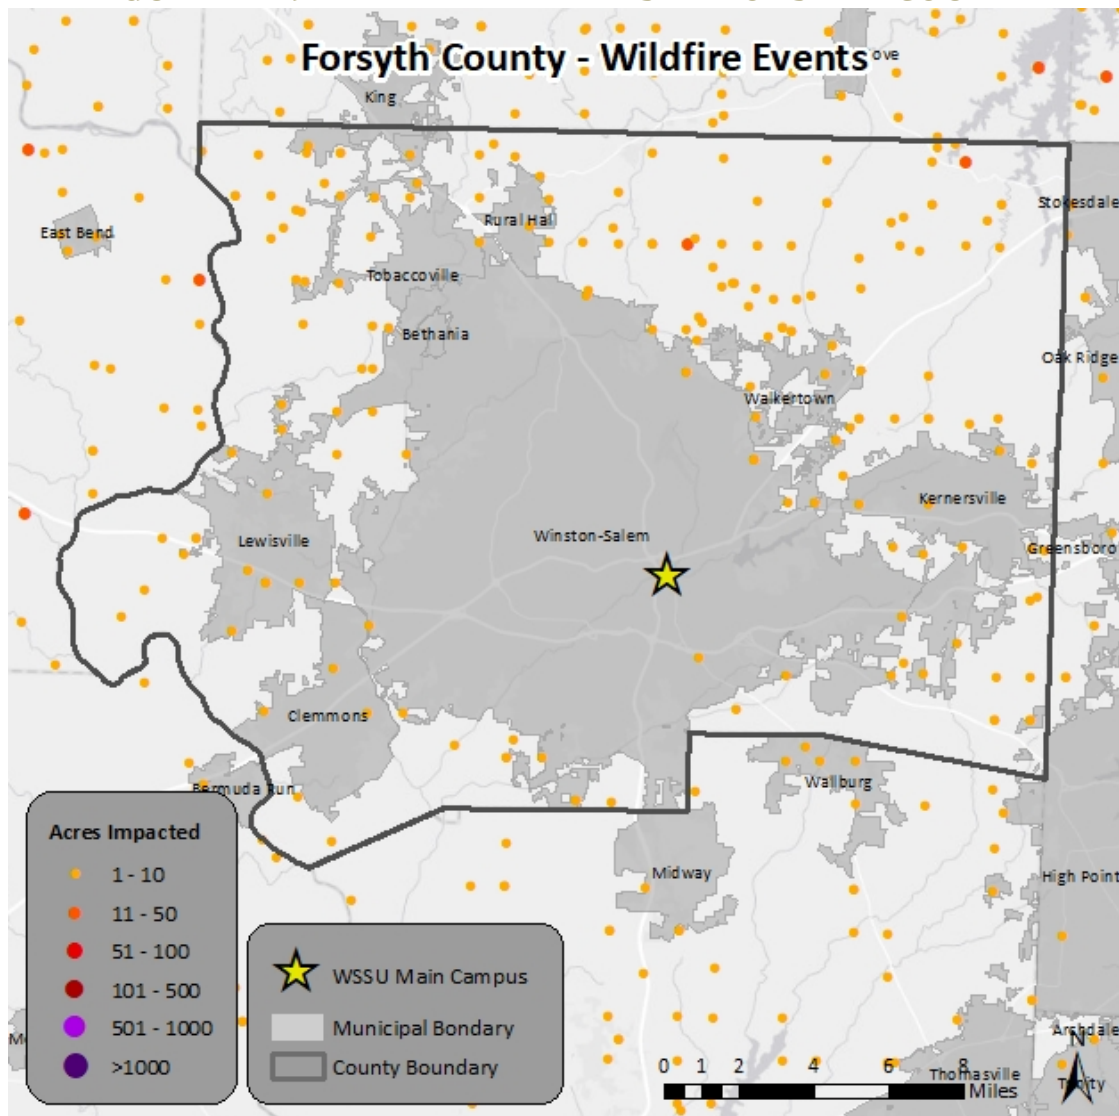 Forsyth County - Wildfire Events
ove
King
Stokesdale
Rural Hall
East Bend
Tobaccoville
Bethania
Oak Ridge
Walkertown
Kernersville
Winston-Salem
Lewisville
Greensboro
Clemmons
Bermuda Run
Wallburg
Midway
High Point
Archdale
Thomasville
Trinity
Acres Impacted
1 - 10
11 - 50
51 - 100
101 - 500
501 - 1000
>1000
WSSU Main Campus
Municipal Bondary
County Boundary
0 1 2 4 6 8
Miles
N